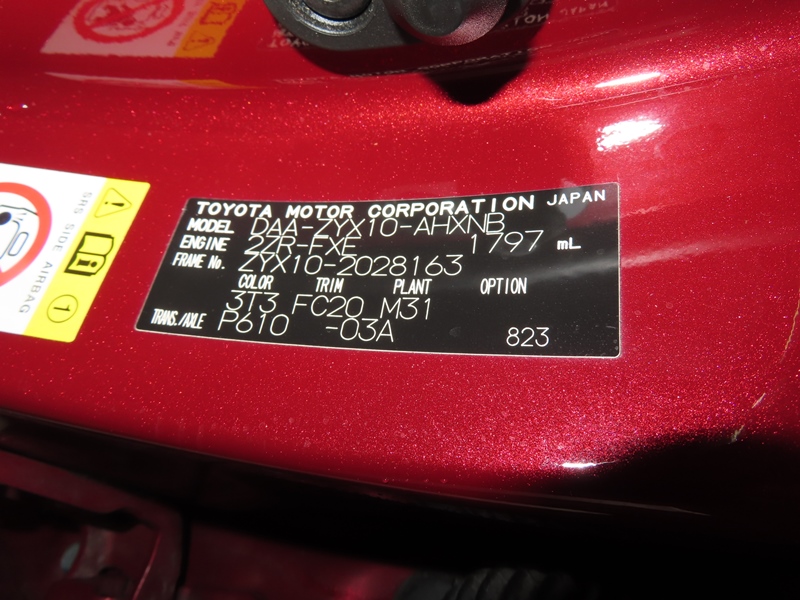 TOYOTA MOTOR CORPORATION JAPAN
MODEL DAA-ZYX10-AHXNB
ENGINE 2ZR-FXE 1797 mL
FRAME No. ZYX10-2028163
COLOR TRIM PLANT OPTION
3T3 FC20 M31
TRANS./AXLE P610 -03A
823
SRS SIDE AIRBAG
1